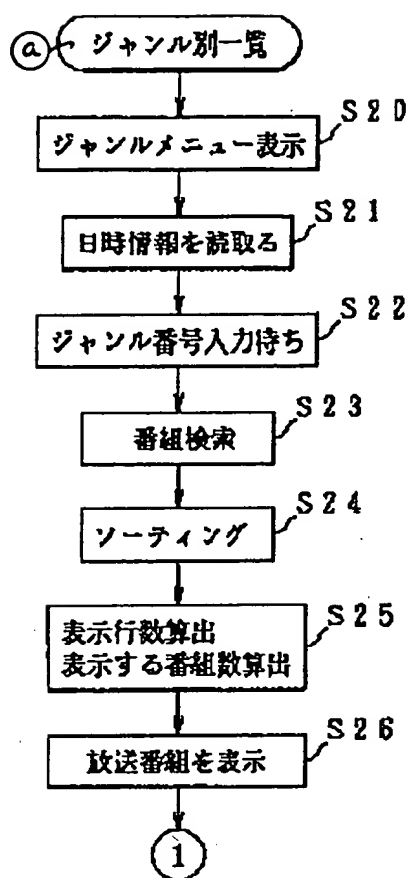 a ジャンル別一覧
S20
ジャンルメニュー表示
S21
日時情報を読取る
S22
ジャンル番号入力待ち
S23
番組検索
S24
ソーティング
S25
表示行数算出
表示する番組数算出
S26
放送番組を表示
1